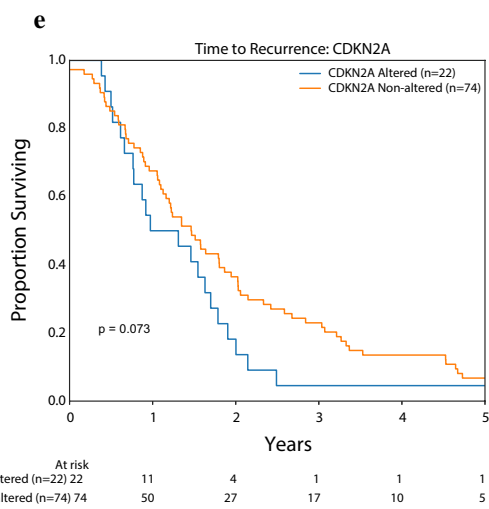 e
Time to Recurrence: CDKN2A
CDKN2A Altered (n=22)
CDKN2A Non-altered (n=74)
Proportion Surviving
1.0
0.8
0.6
0.4
0.2
0.0
p = 0.073
0 1 2 3 4 5
Years
At risk
tered (n=22) 22 11 4 1 1 1
altered (n=74) 74 50 27 17 10 5